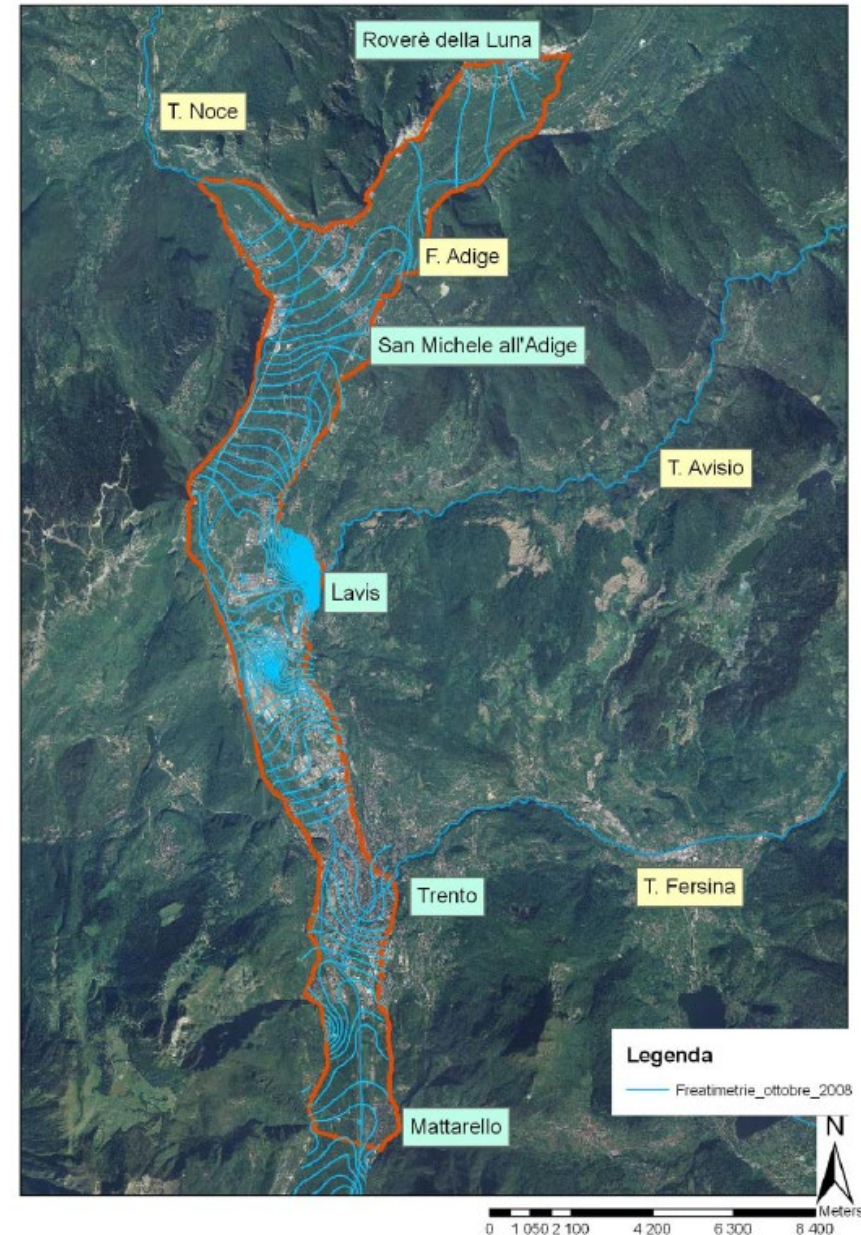 Roverè della Luna
T. Noce
F. Adige
San Michele all'Adige
T. Avisio
Lavis
Trento
T. Fersina
Legenda
Freatimetrie_ottobre_2008
Mattarello
N
Meters
0 1 050 2 100 4 200 6 300 8 400